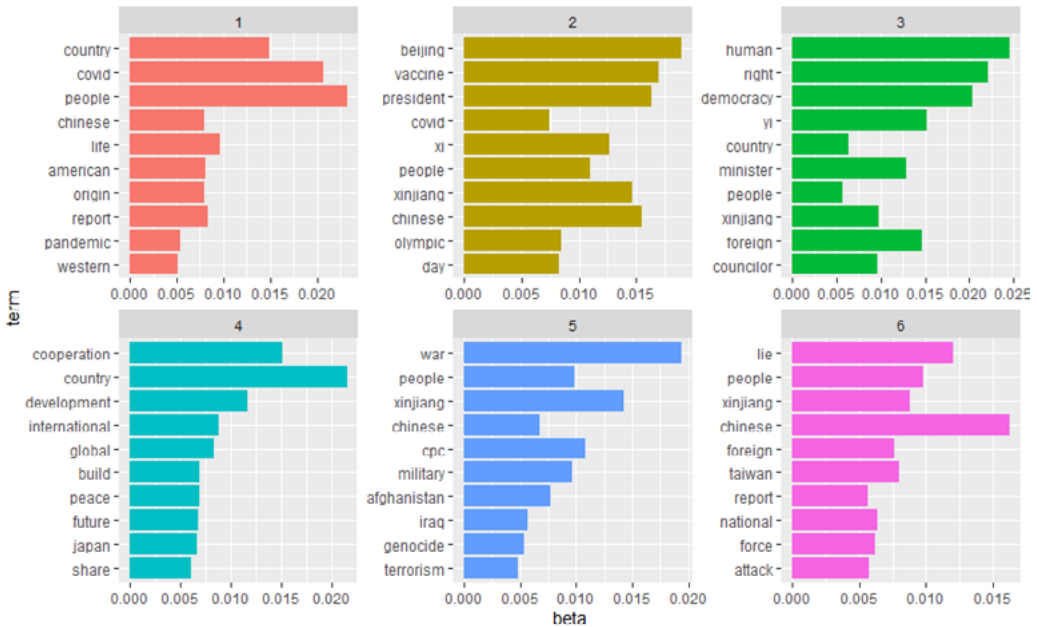 1
country
covid
people
chinese
life
american
origin
report
pandemic
western
0.000 0.005 0.010 0.015 0.020
2
beijing
vaccine
president
covid
xi
people
xinjiang
chinese
olympic
day
0.000 0.005 0.010 0.015
3
human
right
democracy
yi
country
minister
people
xinjiang
foreign
councilor
0.000 0.005 0.010 0.015 0.020 0.025
term
4
cooperation
country
development
international
global
build
peace
future
japan
share
0.000 0.005 0.010 0.015 0.020
5
war
people
xinjiang
chinese
cpc
military
afghanistan
iraq
genocide
terrorism
0.000 0.005 0.010 0.015 0.020
6
lie
people
xinjiang
chinese
foreign
taiwan
report
national
force
attack
0.000 0.005 0.010 0.015
beta